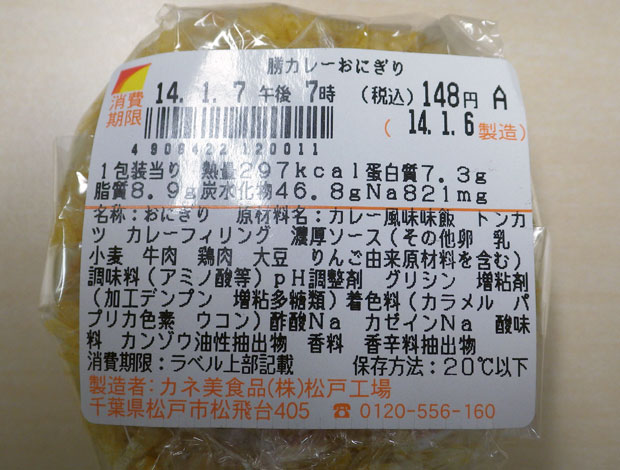 勝カレーおにぎり
消費期限 14.1.7 午後 7時 (税込) 148円 A
(14.1.6製造)
4 906422 120011
1包装当り 熱量297kcal蛋白質7.3g
脂質8.9g炭水化物46.8gNa821mg
名称:おにぎり 原材料名:カレー風味味飯 トンカ
ツ カレーフィリング 濃厚ソース(その他卵 乳
小麦 牛肉 鶏肉 大豆 りんご由来原材料を含む)
調味料(アミノ酸等)pH調整剤 グリシン 増粘剤
(加工デンプン 増粘多糖類)着色料(カラメル パ
プリカ色素 ウコン)酢酸Na カゼインNa 酸味
料 カンゾウ油性抽出物 香料 香辛料抽出物
消費期限:ラベル上部記載 保存方法:20℃以下
製造者:カネ美食品(株)松戸工場
千葉県松戸市松飛台405 ☎ 0120-556-160